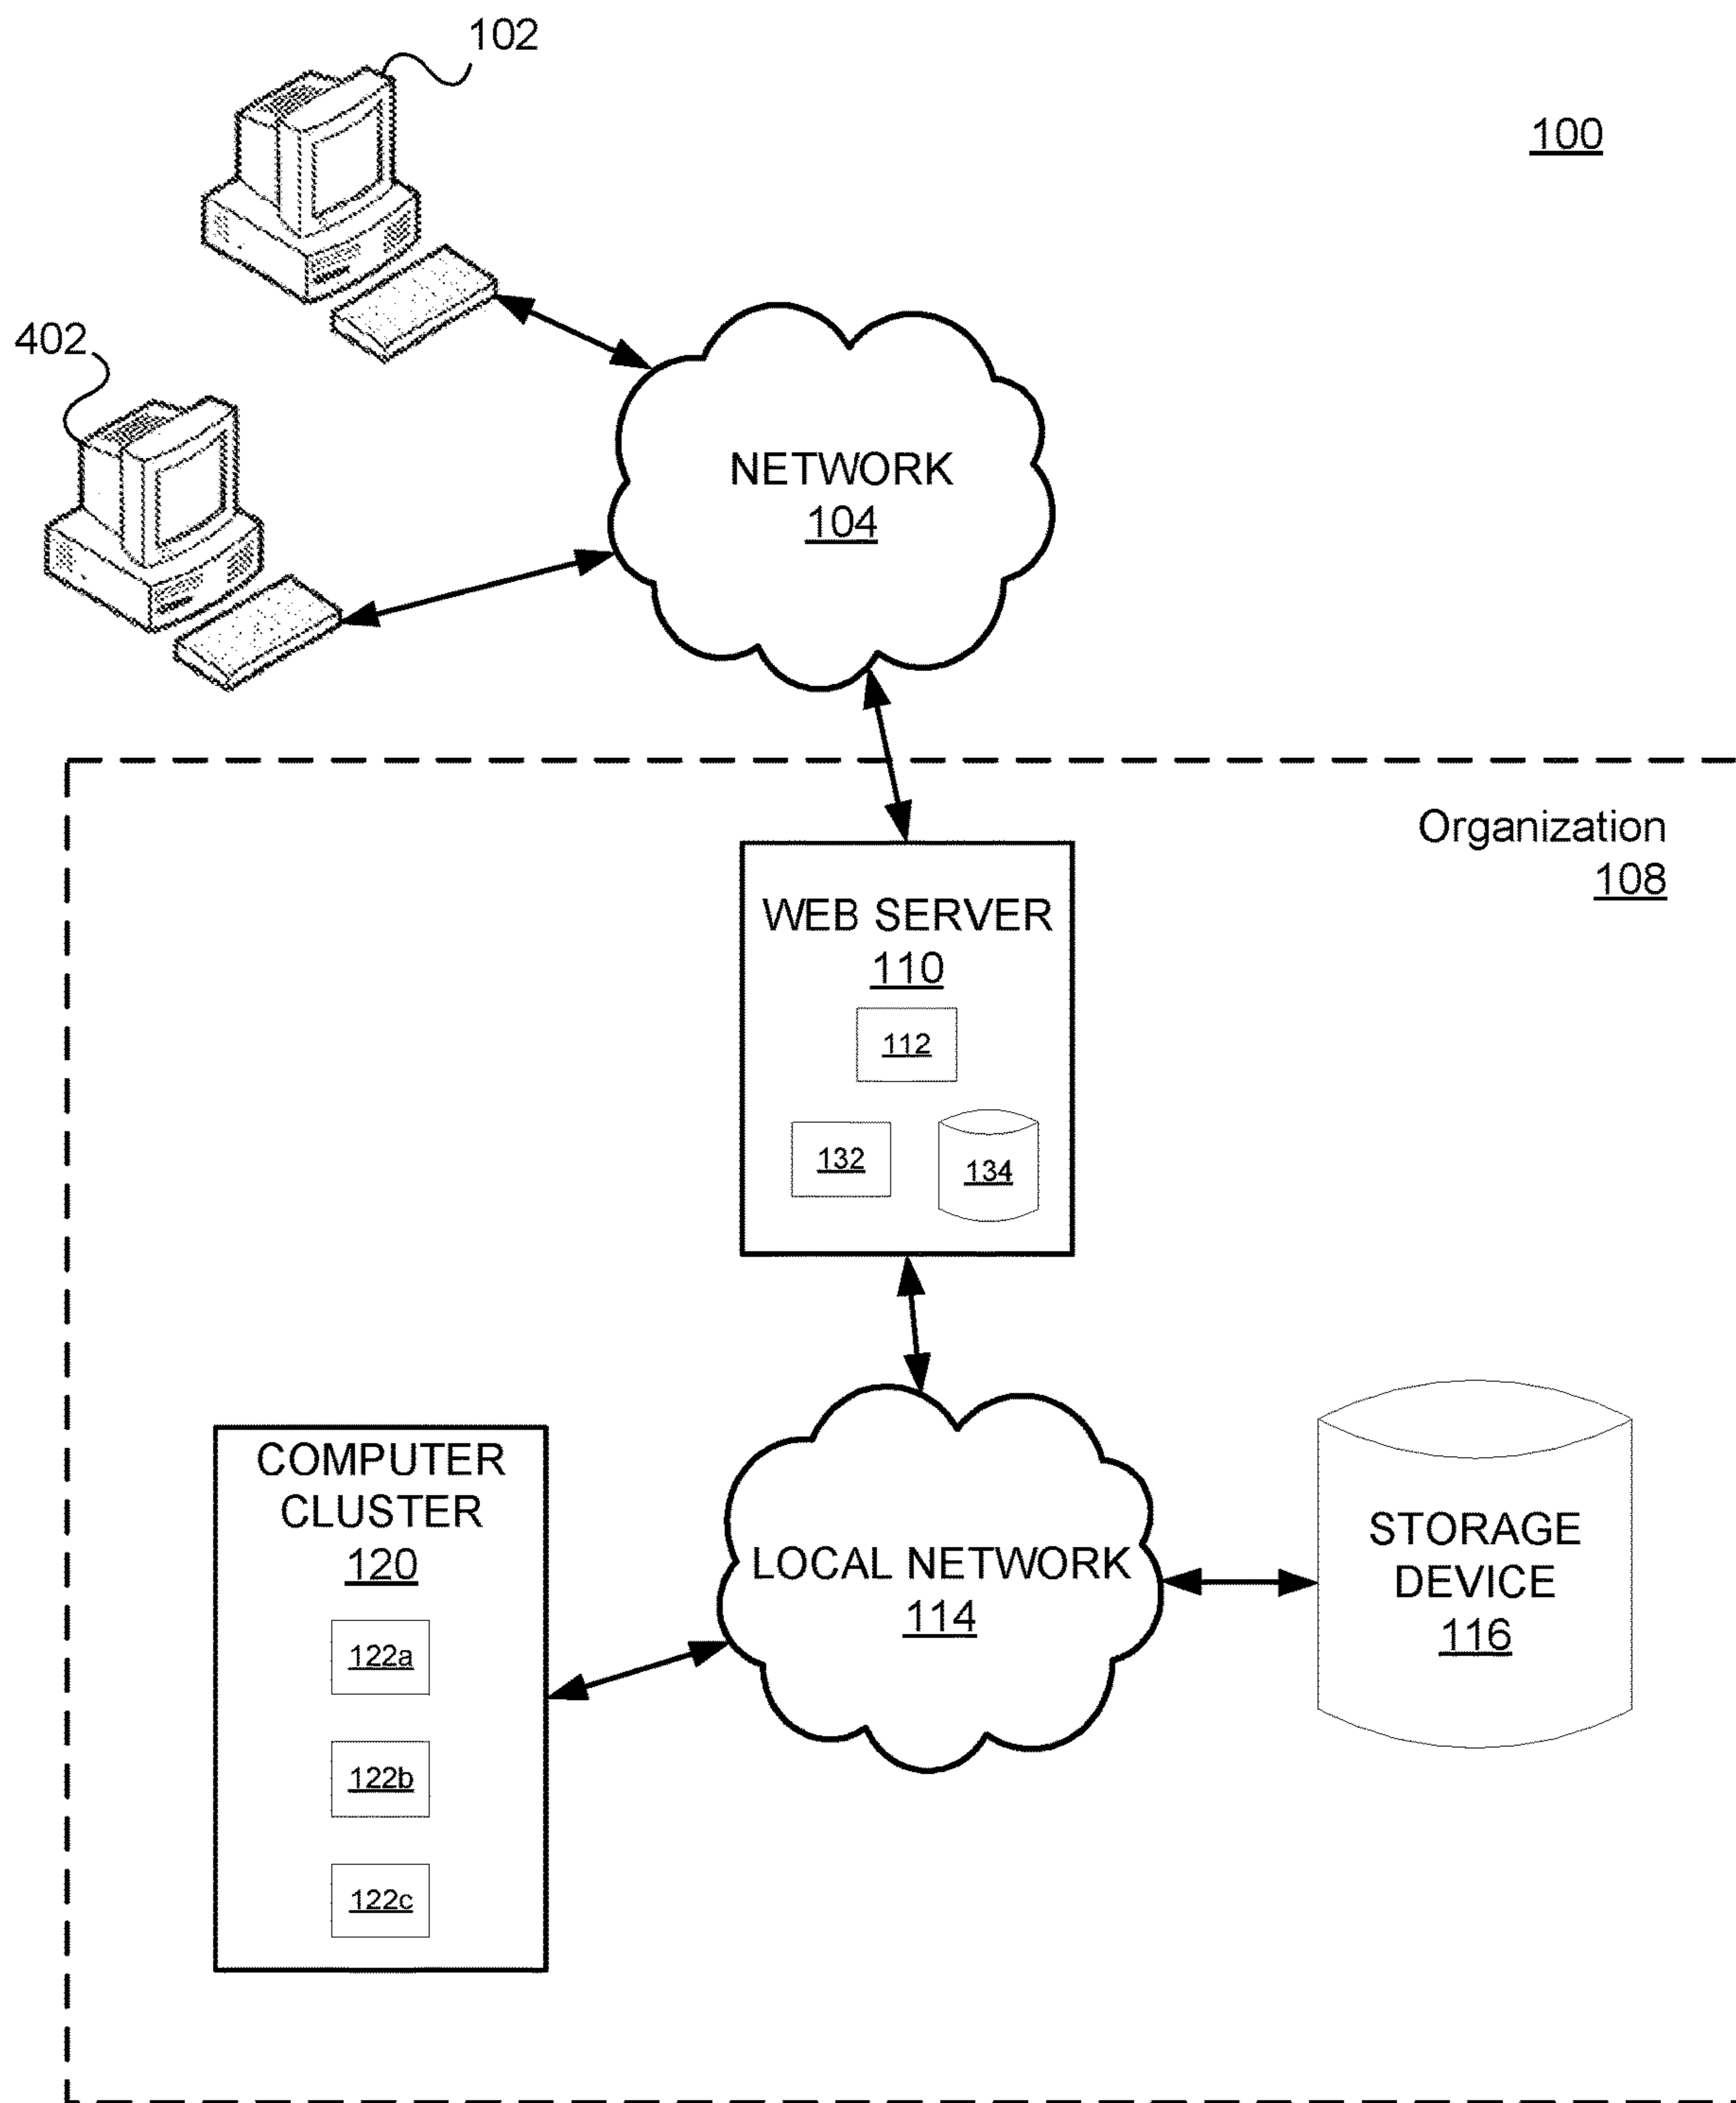 102
100
402
NETWORK
104
Organization
108
WEB SERVER
110
112
132
134
COMPUTER
CLUSTER
120
122a
122b
122c
LOCAL NETWORK
114
STORAGE
DEVICE
116